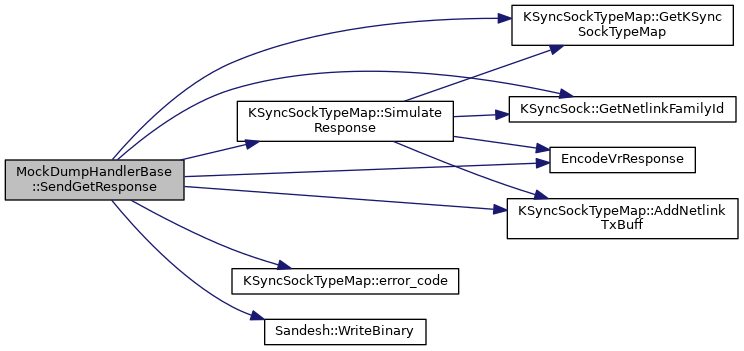 KSyncSockTypeMap::GetKSync
SockTypeMap
KSyncSock::GetNetlinkFamilyId
KSyncSockTypeMap::Simulate
Response
EncodeVrResponse
MockDumpHandlerBase
::SendGetResponse
KSyncSockTypeMap::AddNetlink
TxBuff
KSyncSockTypeMap::error_code
Sandesh::WriteBinary